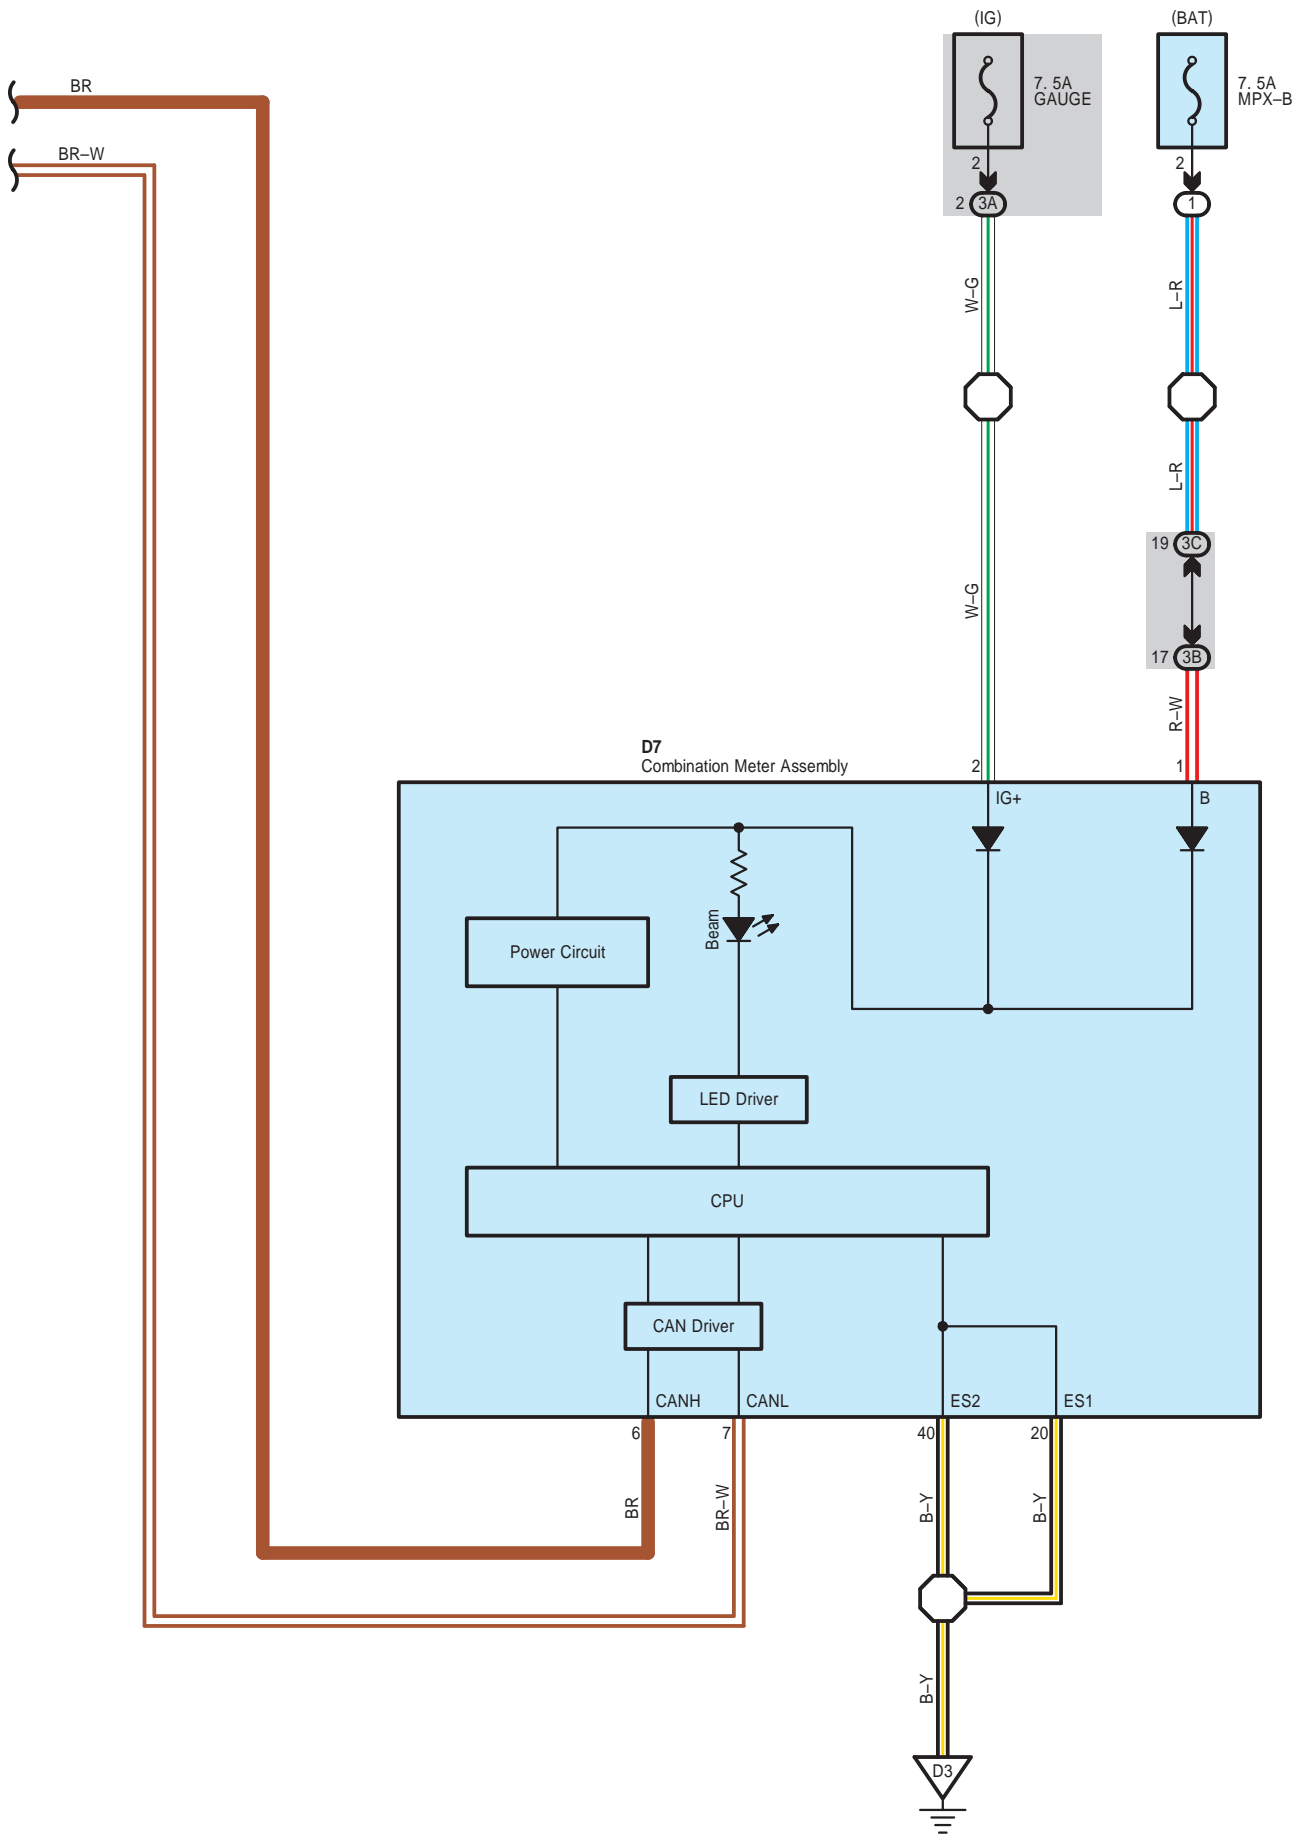 (IG)
(BAT)
BR
7. 5A
GAUGE
7. 5A
MPX–B
BR–W
2
2
2
3A
1
W–G
L–R
L–R
19
3C
W–G
17
3B
R–W
D7
Combination Meter Assembly
2
1
IG+
B
Beam
Power Circuit
LED Driver
CPU
CAN Driver
CANH
CANL
ES2
ES1
6
7
40
20
BR
BR–W
B–Y
B–Y
B–Y
D3